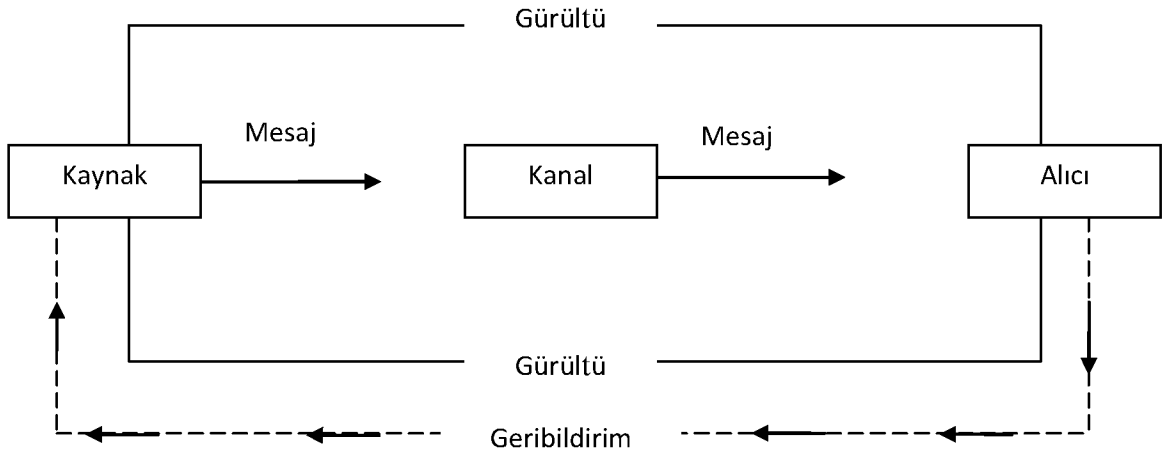 Gürültü
Mesaj
Mesaj
Kaynak
Kanal
Alıcı
Gürültü
Geribildirim